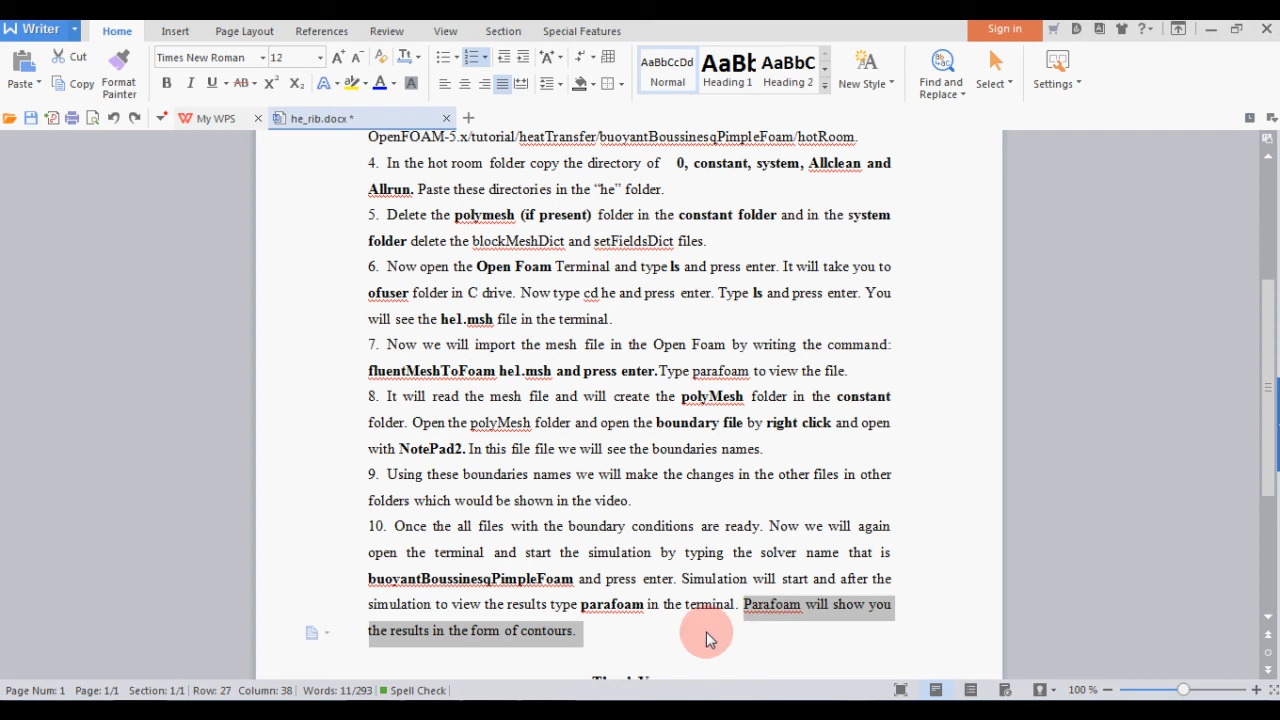 Writer Home Insert Page Layout References Review View Section Special Features Sign in
Paste Cut Copy Format Painter Times New Roman 12 AaBbCcDd Normal AaBb Heading 1 AaBbC Heading 2 New Style Find and Replace Select Settings
My WPS he_rib.docx *
OpenFOAM-5.x/tutorial/heatTransfer/buoyantBoussinesqPimpleFoam/hotRoom.
4. In the hot room folder copy the directory of 0, constant, system, Allclean and
Allrun. Paste these directories in the “he” folder.
5. Delete the polymesh (if present) folder in the constant folder and in the system
folder delete the blockMeshDict and setFieldsDict files.
6. Now open the Open Foam Terminal and type ls and press enter. It will take you to
ofuser folder in C drive. Now type cd he and press enter. Type ls and press enter. You
will see the he1.msh file in the terminal.
7. Now we will import the mesh file in the Open Foam by writing the command:
fluentMeshToFoam he1.msh and press enter.Type parafoam to view the file.
8. It will read the mesh file and will create the polyMesh folder in the constant
folder. Open the polyMesh folder and open the boundary file by right click and open
with NotePad2. In this file file we will see the boundaries names.
9. Using these boundaries names we will make the changes in the other files in other
folders which would be shown in the video.
10. Once the all files with the boundary conditions are ready. Now we will again
open the terminal and start the simulation by typing the solver name that is
buoyantBoussinesqPimpleFoam and press enter. Simulation will start and after the
simulation to view the results type parafoam in the terminal. Parafoam will show you
the results in the form of contours.
Page Num: 1 Page: 1/1 Section: 1/1 Row: 27 Column: 38 Words: 11/293 Spell Check 100 %